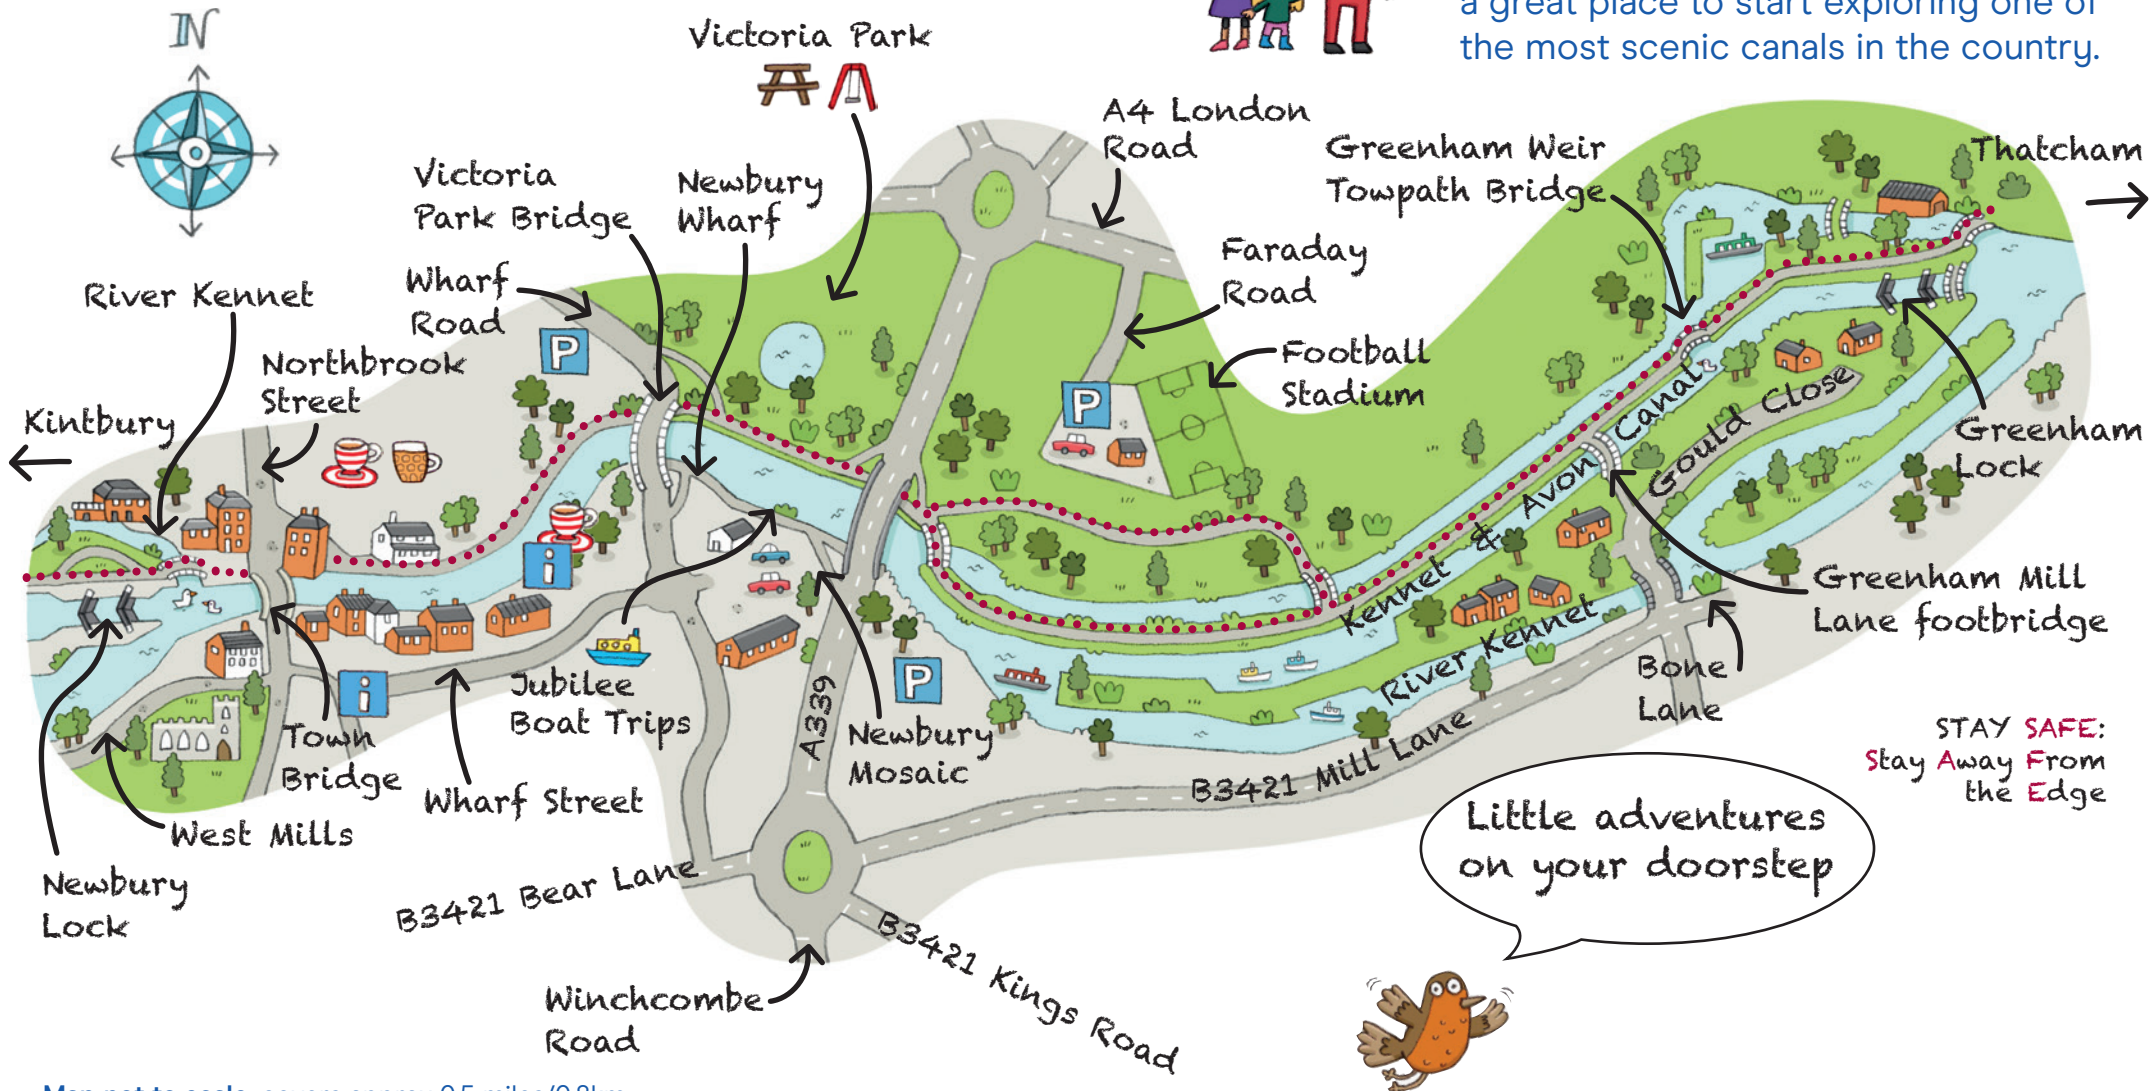 a great place to start exploring one of
the most scenic canals in the country.
N
Victoria Park
A4 London
Road
Greenham Weir
Towpath Bridge
Thatcham
Victoria
Park Bridge
Newbury
Wharf
Faraday
Road
Wharf
Road
River Kennet
Northbrook
Street
P
Football
Stadium
Kintbury
P
Kennet & Avon Canal
Gould Close
Greenham
Lock
i
Greenham Mill
Lane footbridge
River Kennet
Bone
Lane
i
Jubilee
Boat Trips
P
A339
Newbury
Mosaic
Town
Bridge
Wharf Street
B3421 Mill Lane
STAY SAFE:
Stay Away From
the Edge
West Mills
Newbury
Lock
B3421 Bear Lane
B3421 Kings Road
Little adventures
on your doorstep
Winchcombe
Road